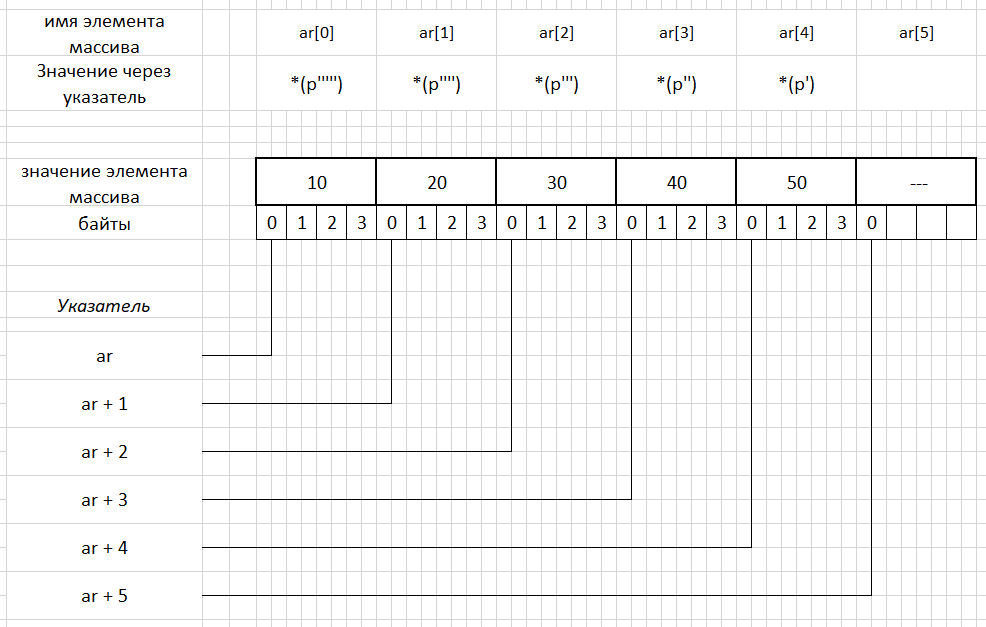 имя элемента
массива
ar[0] ar[1] ar[2] ar[3] ar[4] ar[5]
Значение через
указатель
*(p''''') *(p'''') *(p''') *(p'') *(p')
значение элемента
массива
10 20 30 40 50 ---
байты 0 1 2 3 0 1 2 3 0 1 2 3 0 1 2 3 0 1 2 3 0
Указатель
ar
ar + 1
ar + 2
ar + 3
ar + 4
ar + 5